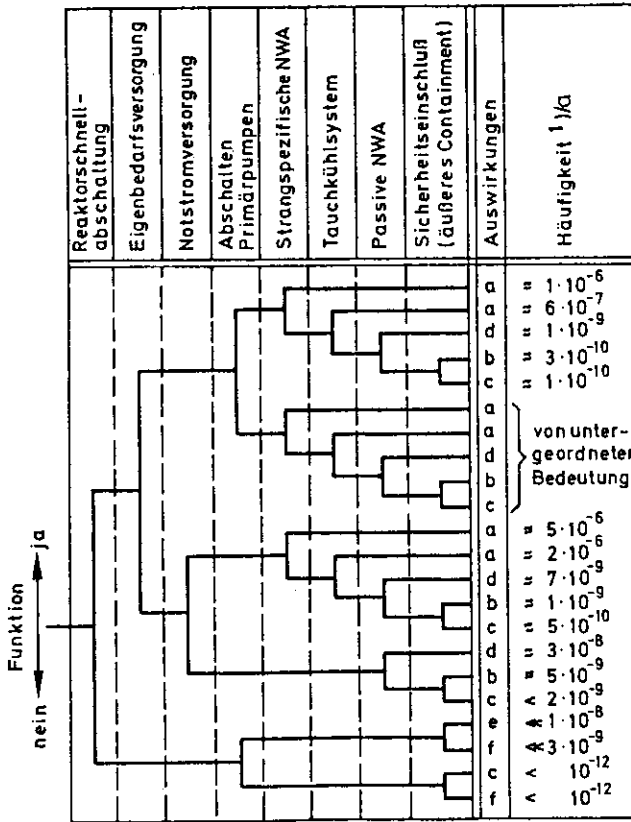 Funktion
nein ja
Reaktorschnell-
abschaltung
Eigenbedarfsversorgung
Notstromversorgung
Abschalten
Primärpumpen
Strangspezifische NWA
Tauchkühlsystem
Passive NWA
Sicherheitseinschluß
(äußeres Containment)
Auswirkungen
Häufigkeit ¹)/a
a ≈ 1·10⁻⁶
a ≈ 6·10⁻⁷
d ≈ 1·10⁻⁹
b ≈ 3·10⁻¹⁰
c ≈ 1·10⁻¹⁰
a
a von unter-
d geordneter
b Bedeutung
c
a ≈ 5·10⁻⁶
a ≈ 2·10⁻⁶
d ≈ 7·10⁻⁹
b ≈ 1·10⁻⁹
c ≈ 5·10⁻¹⁰
d ≈ 3·10⁻⁸
b ≈ 5·10⁻⁹
c < 2·10⁻⁹
e ≪ 1·10⁻⁸
f ≪ 3·10⁻⁹
c < 10⁻¹²
f < 10⁻¹²